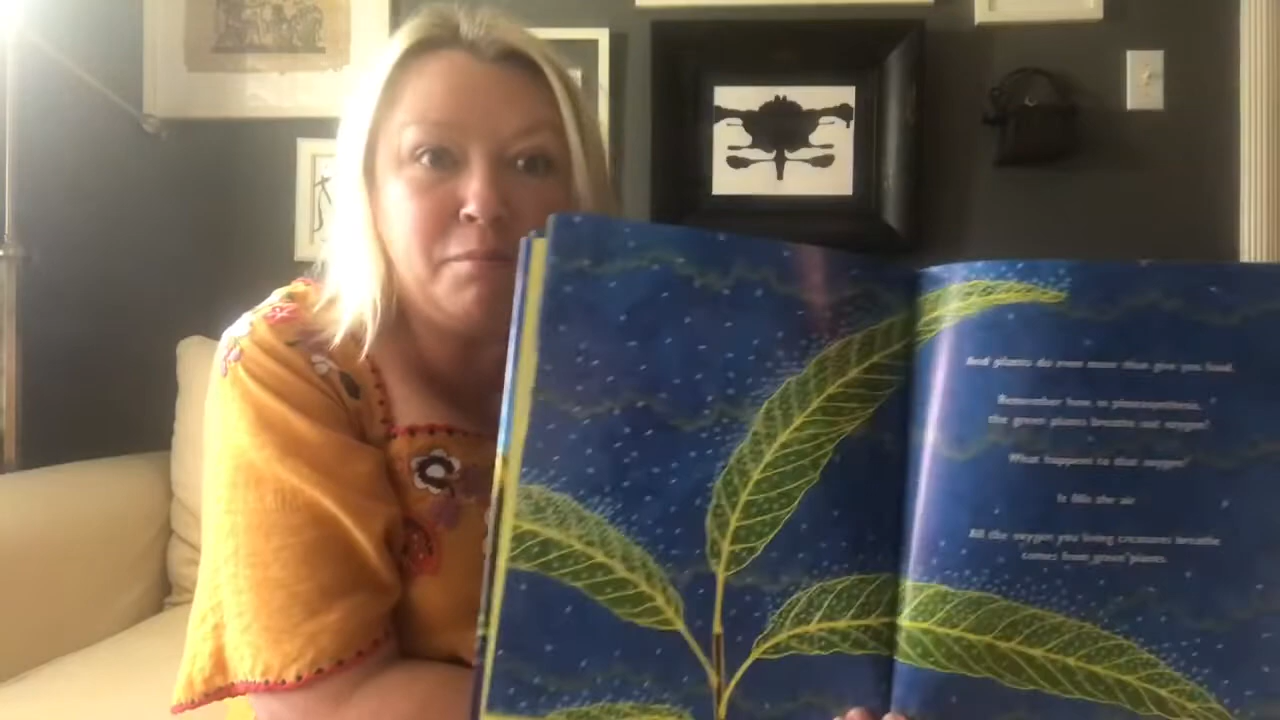 And plants do even more than give you food.
Remember how in photosynthesis,
the green plants breathe out oxygen?
What happens to that oxygen?
It fills the air.
All the oxygen you living creatures breathe
comes from green plants.